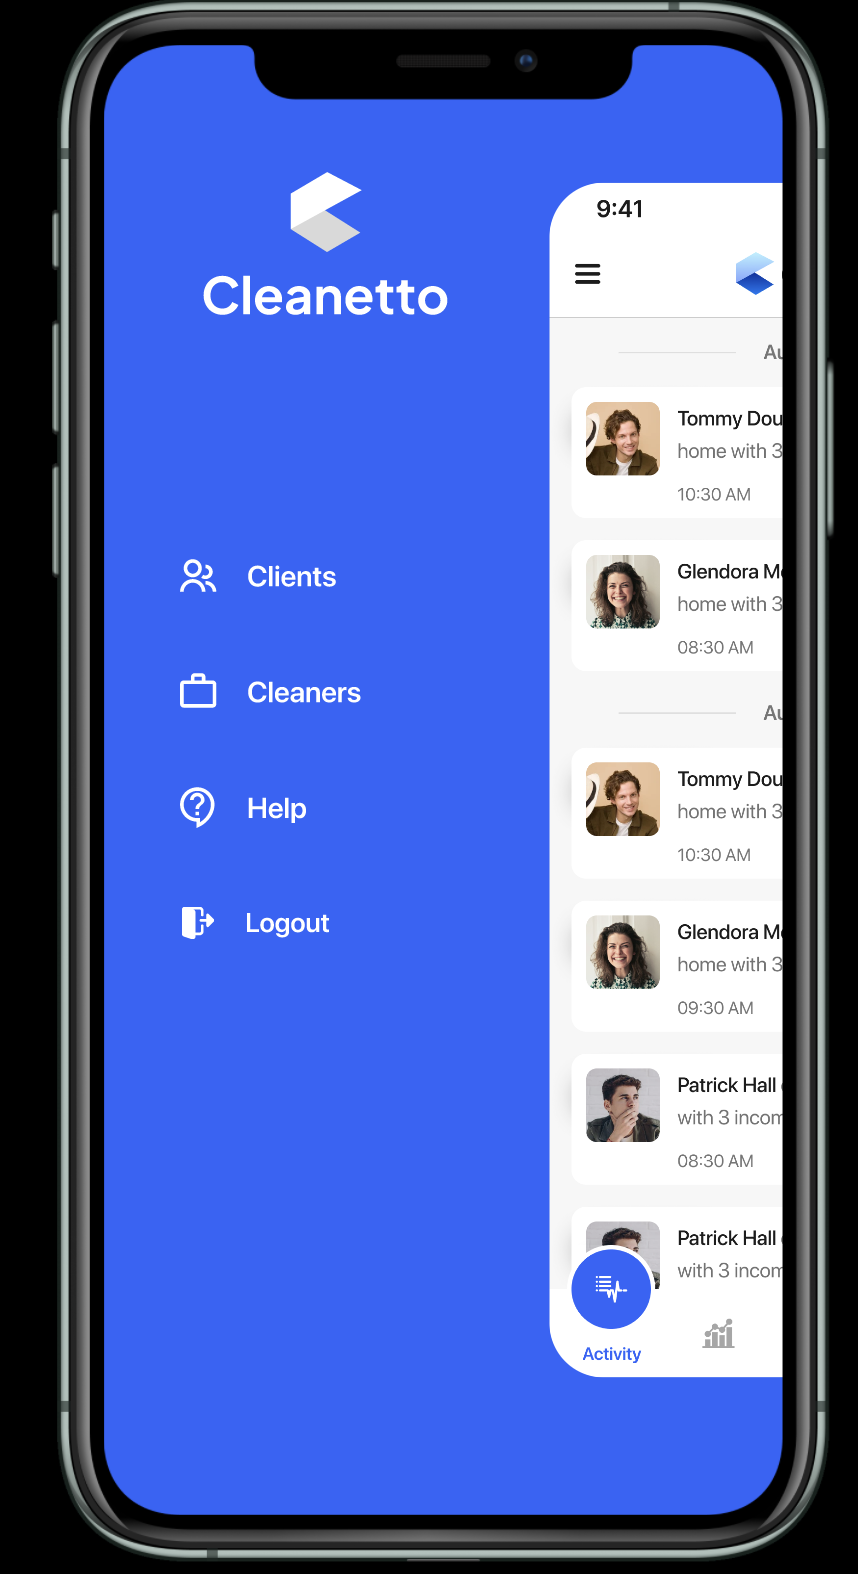 Cleanetto
Clients
Cleaners
Help
Logout
9:41
Tommy Dou
home with 3
10:30 AM
Glendora
home with 3
08:30 AM
Tommy Dou
home with 3
10:30 AM
Glendora
home with 3
09:30 AM
Patrick Hall
with 3 incom
08:30 AM
Patrick Hall
with 3 incom
Activity